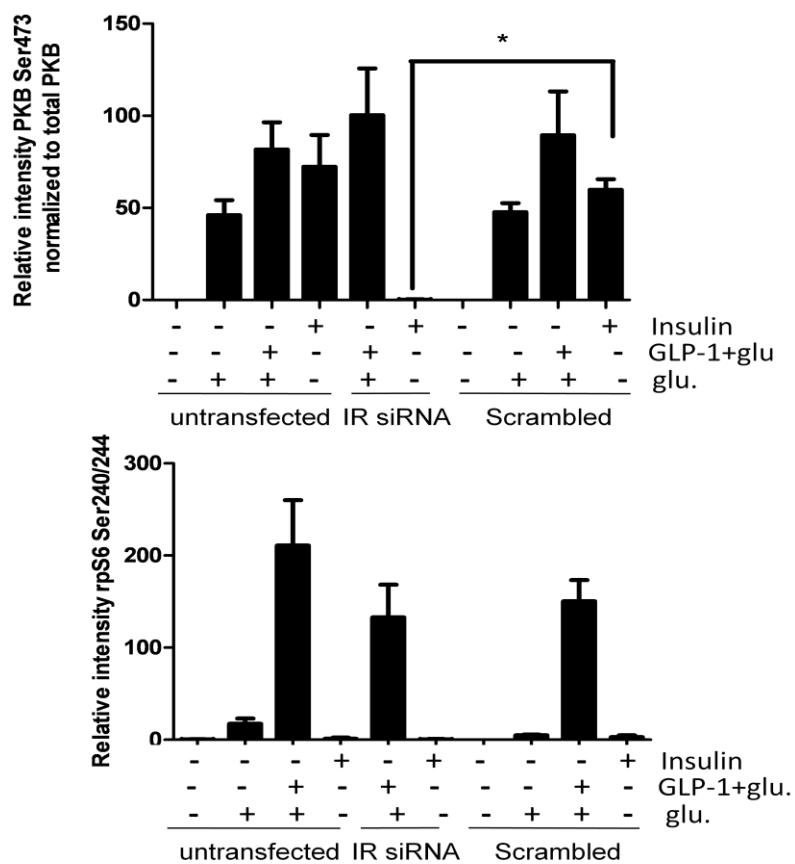 Relative intensity PKB Ser473
normalized to total PKB
150
100
50
0
*
- - - + - + - - - + Insulin
- - + - + - - - + - GLP-1+glu
- + + - + - - + + - glu.
untransfected IR siRNA Scrambled
Relative intensity rpS6 Ser240/244
300
200
100
0
- - - + - + - - - + Insulin
- - + - + - - - + - GLP-1+glu.
- + + - + - - + + - glu.
untransfected IR siRNA Scrambled